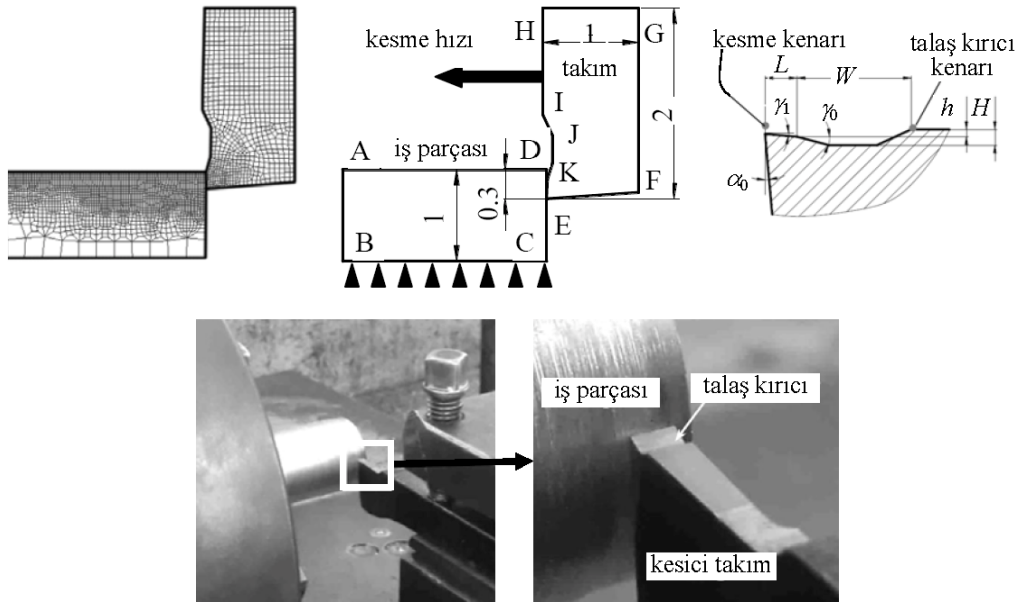 kesme hızı
H
1
G
takım
2
I
J
A
iş parçası
D
K
F
0.3
1
E
B
C
kesme kenarı
talaş kırıcı
kenarı
L
W
γ1
γ0
h
H
α0
iş parçası
talaş kırıcı
kesici takım